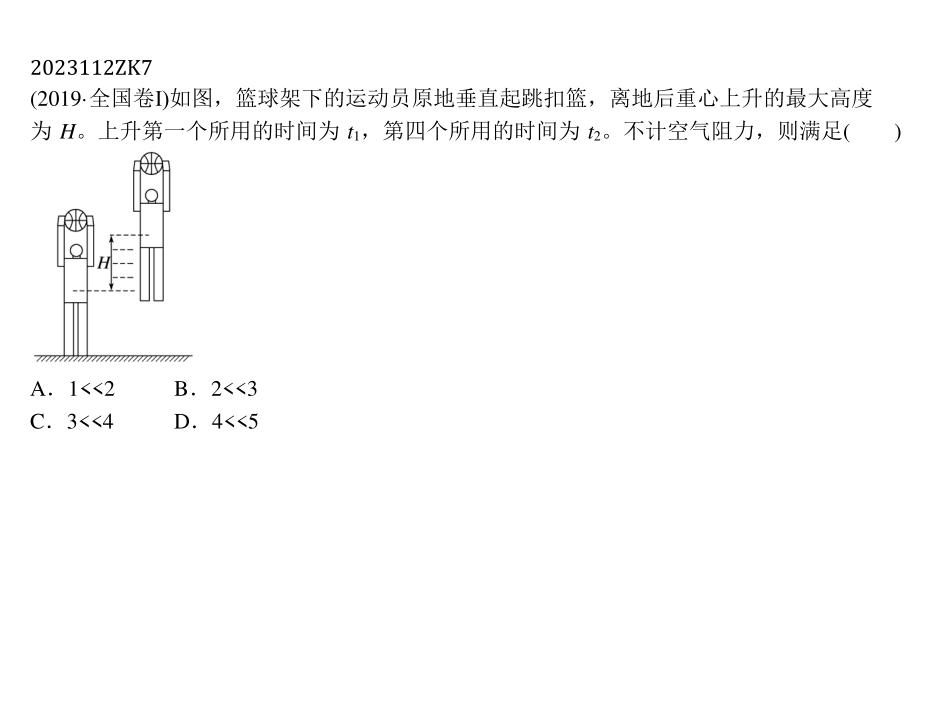 2023112ZK7
(2019·全国卷Ⅰ)如图，篮球架下的运动员原地垂直起跳扣篮，离地后重心上升的最大高度
为 H。上升第一个所用的时间为 t₁，第四个所用的时间为 t₂。不计空气阻力，则满足(　　)
H
A．1<<2　　B．2<<3
C．3<<4　　D．4<<5